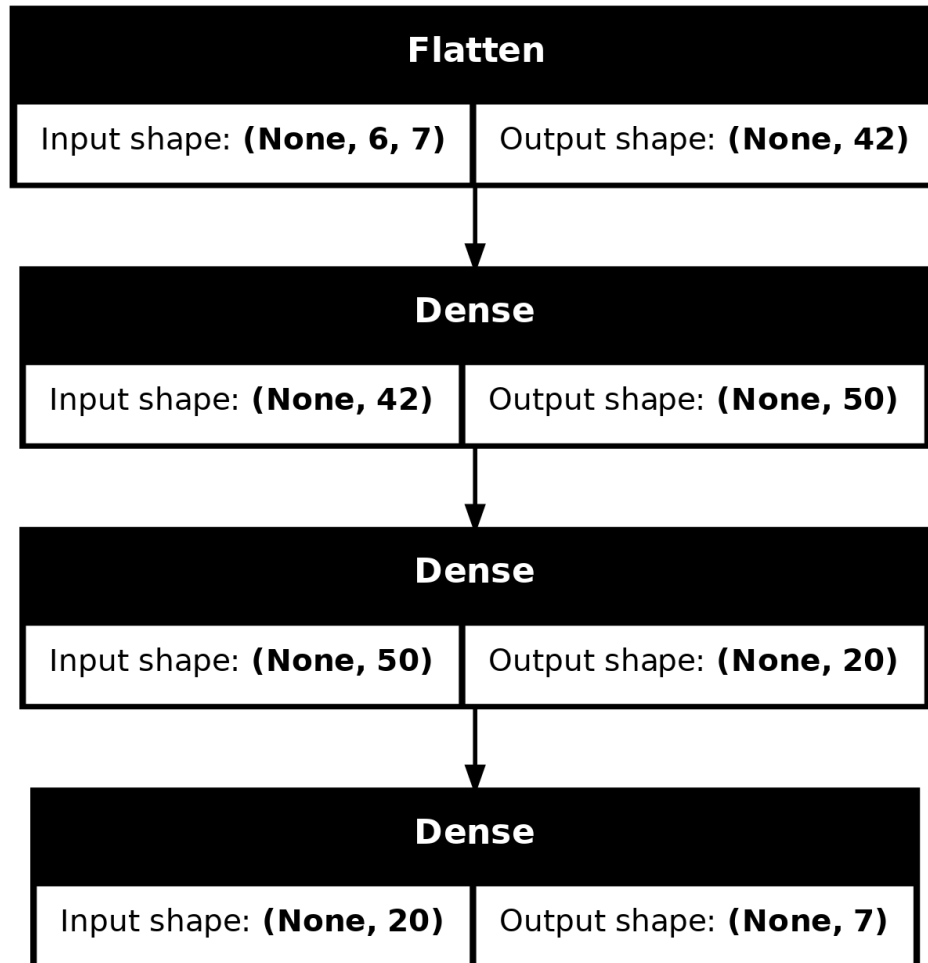 Flatten
Input shape: (None, 6, 7) Output shape: (None, 42)
Dense
Input shape: (None, 42) Output shape: (None, 50)
Dense
Input shape: (None, 50) Output shape: (None, 20)
Dense
Input shape: (None, 20) Output shape: (None, 7)